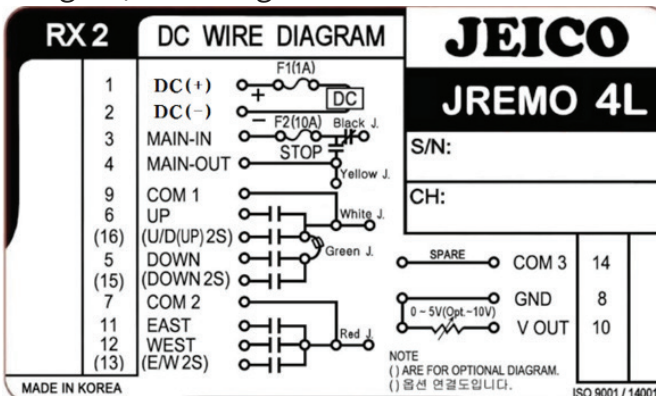 RX 2 DC WIRE DIAGRAM JEICO
JREMO 4L
S/N:
CH:
F1(1A)
1 DC(+) + DC
2 DC(−) −
F2(10A) Black J.
3 MAIN-IN
STOP
4 MAIN-OUT
Yellow J.
9 COM 1
6 UP White J.
(16) (U/D(UP)2S)
Green J.
5 DOWN
(15) (DOWN 2S)
7 COM 2
11 EAST
Red J.
12 WEST
(13) (E/W 2S)
SPARE COM 3 14
GND 8
0 ~ 5V(Opt.~10V)
V OUT 10
NOTE
( ) ARE FOR OPTIONAL DIAGRAM.
( ) 옵션 연결도입니다.
MADE IN KOREA ISO 9001 / 14001